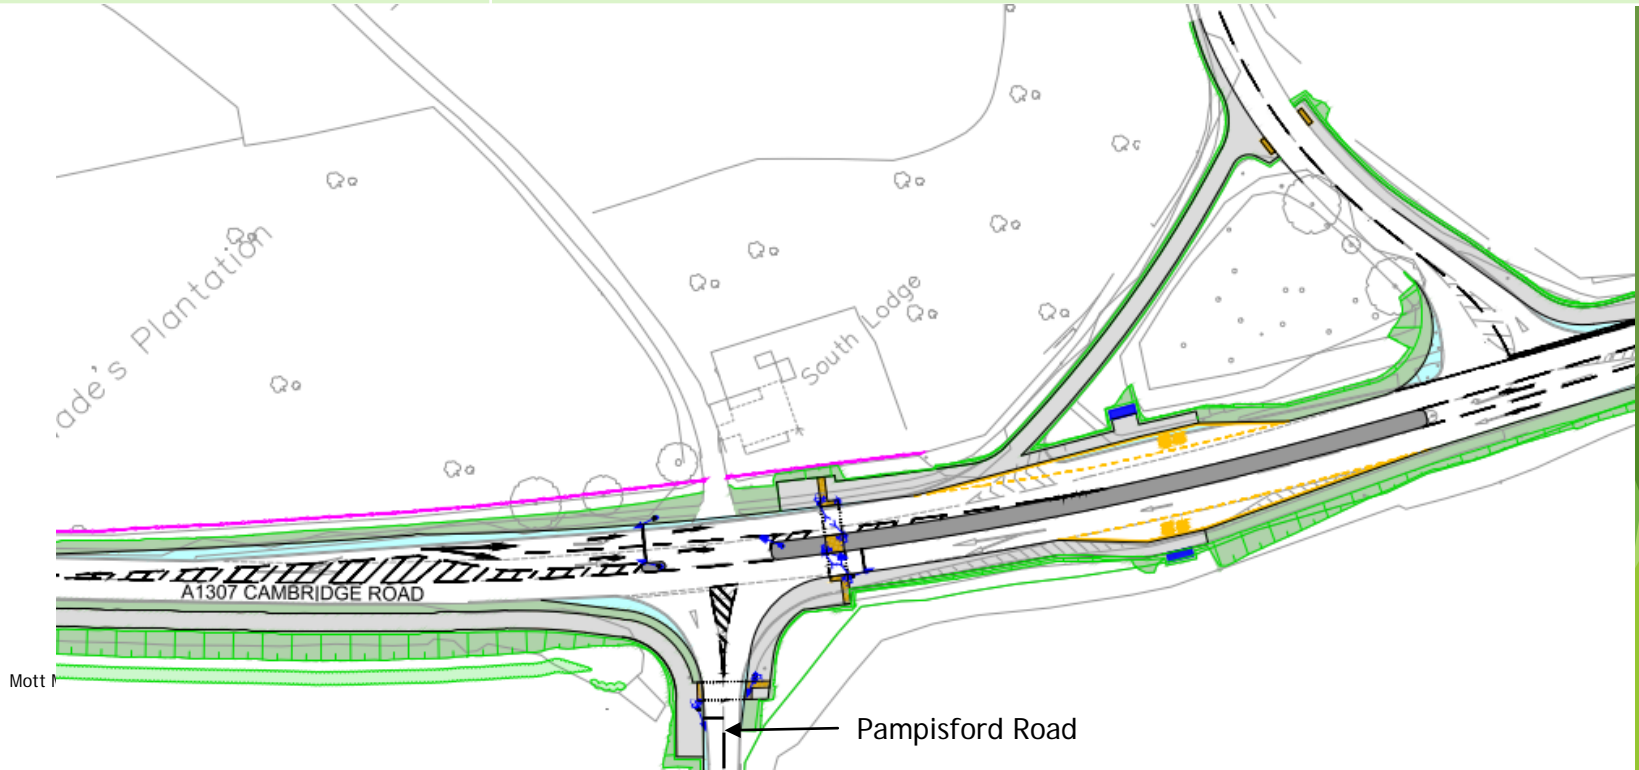 ade's Plantation
South Lodge
A1307 CAMBRIDGE ROAD
Mott
Pampisford Road